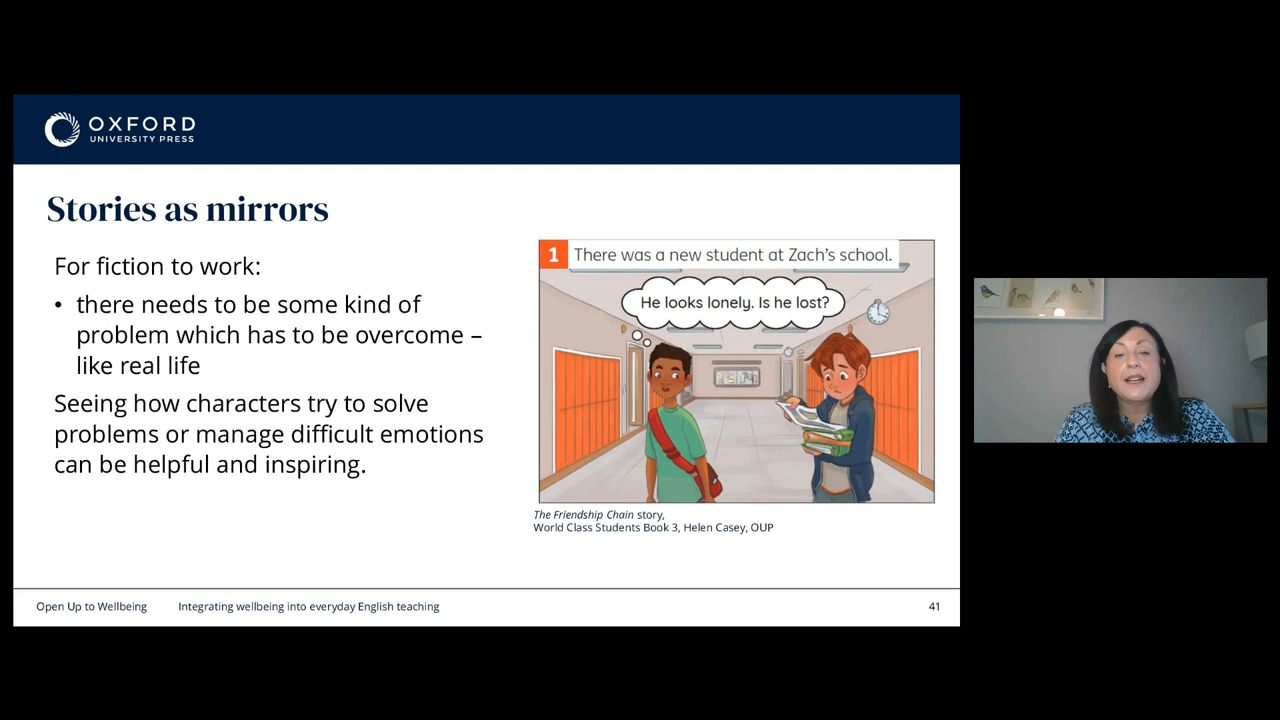 OXFORD
UNIVERSITY PRESS
Stories as mirrors
For fiction to work:
• there needs to be some kind of
problem which has to be overcome –
like real life
Seeing how characters try to solve
problems or manage difficult emotions
can be helpful and inspiring.
1 There was a new student at Zach's school.
He looks lonely. Is he lost?
The Friendship Chain story,
World Class Students Book 3, Helen Casey, OUP
Open Up to Wellbeing Integrating wellbeing into everyday English teaching 41